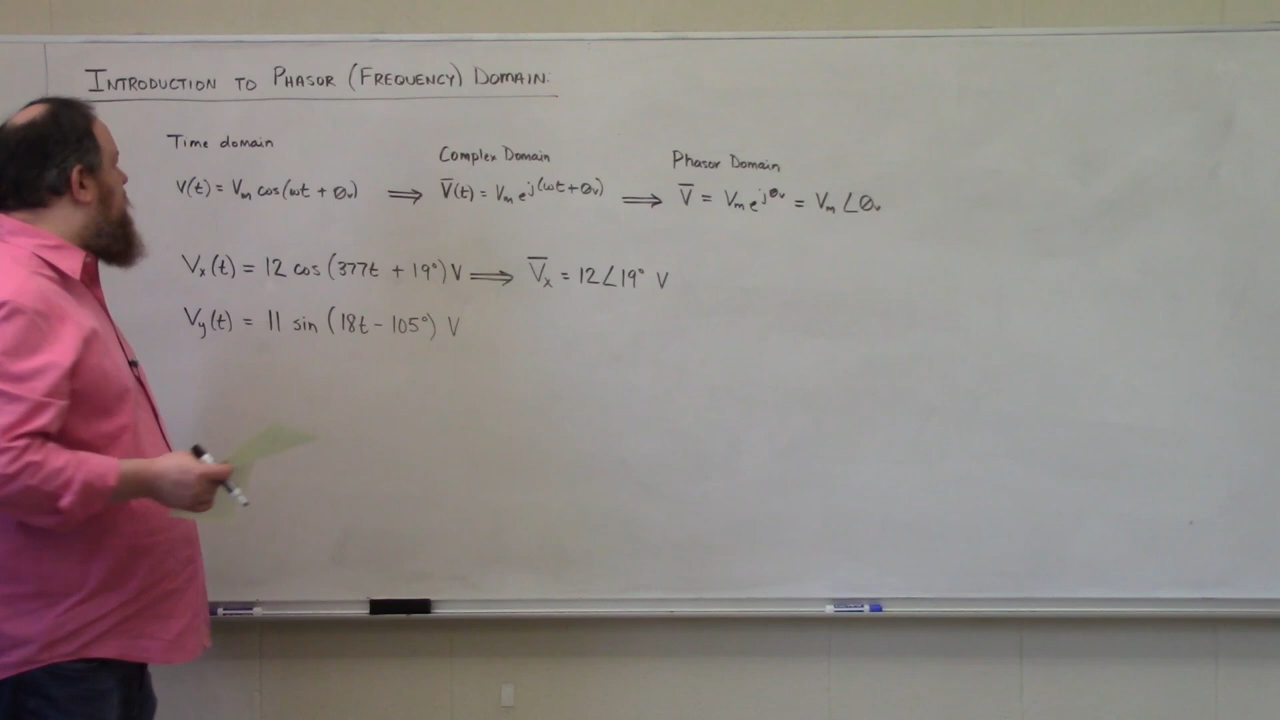 INTRODUCTION TO PHASOR (FREQUENCY) DOMAIN:
Time domain
Complex Domain
Phasor Domain
v(t) = Vm cos(ωt + θv) ⟹ V̅(t) = Vm e^j(ωt+θv) ⟹ V̅ = Vm e^jθv = Vm ∠θv
Vx(t) = 12 cos (377t + 19°) V ⟹ V̅x = 12∠19° V
Vy(t) = 11 sin (18t - 105°) V